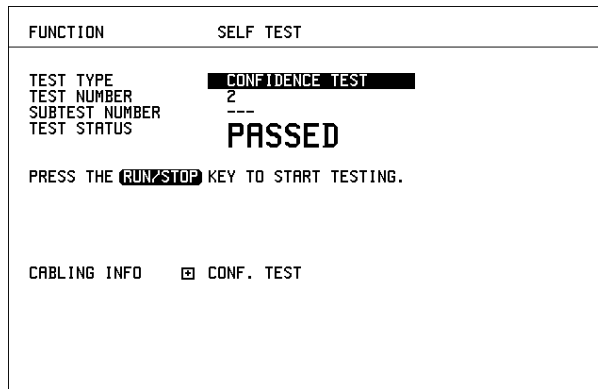 FUNCTION SELF TEST
TEST TYPE CONFIDENCE TEST
TEST NUMBER 2
SUBTEST NUMBER ---
TEST STATUS PASSED
PRESS THE RUN/STOP KEY TO START TESTING.
CABLING INFO + CONF. TEST